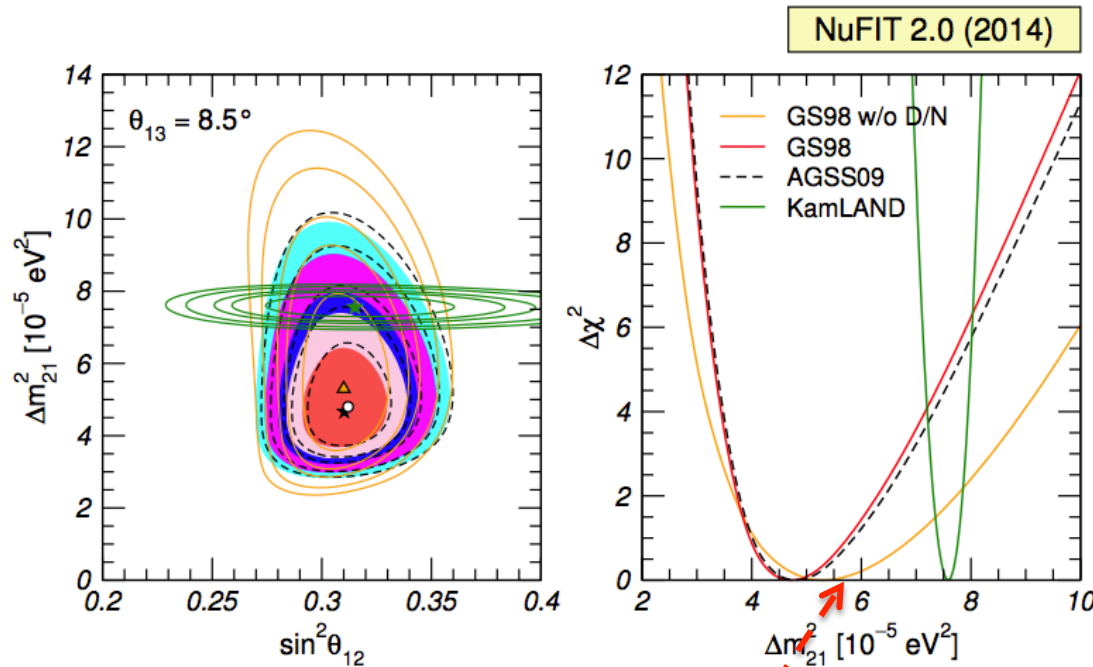 NuFIT 2.0 (2014)
θ₁₃ = 8.5°
14
12
10
8
6
4
2
0
Δm²₂₁ [10⁻⁵ eV²]
0.2
0.25
0.3
0.35
0.4
sin²θ₁₂
GS98 w/o D/N
GS98
AGSS09
KamLAND
12
10
8
6
4
2
0
Δχ²
2
4
6
8
10
Δm²₂₁ [10⁻⁵ eV²]